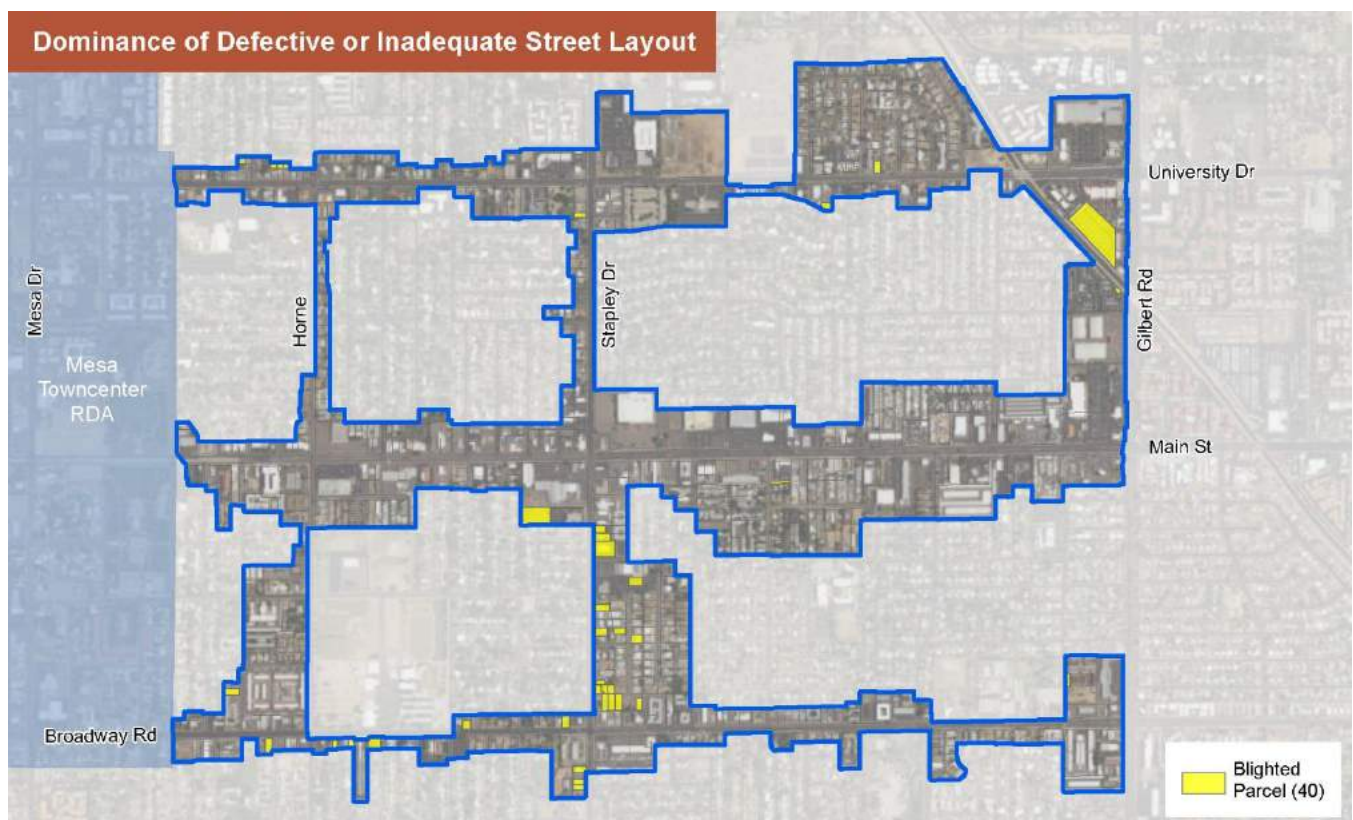 Dominance of Defective or Inadequate Street Layout
University Dr
Mesa Dr
Horne
Stapley Dr
Gilbert Rd
Mesa
Towncenter
RDA
Main St
Broadway Rd
Blighted
Parcel (40)